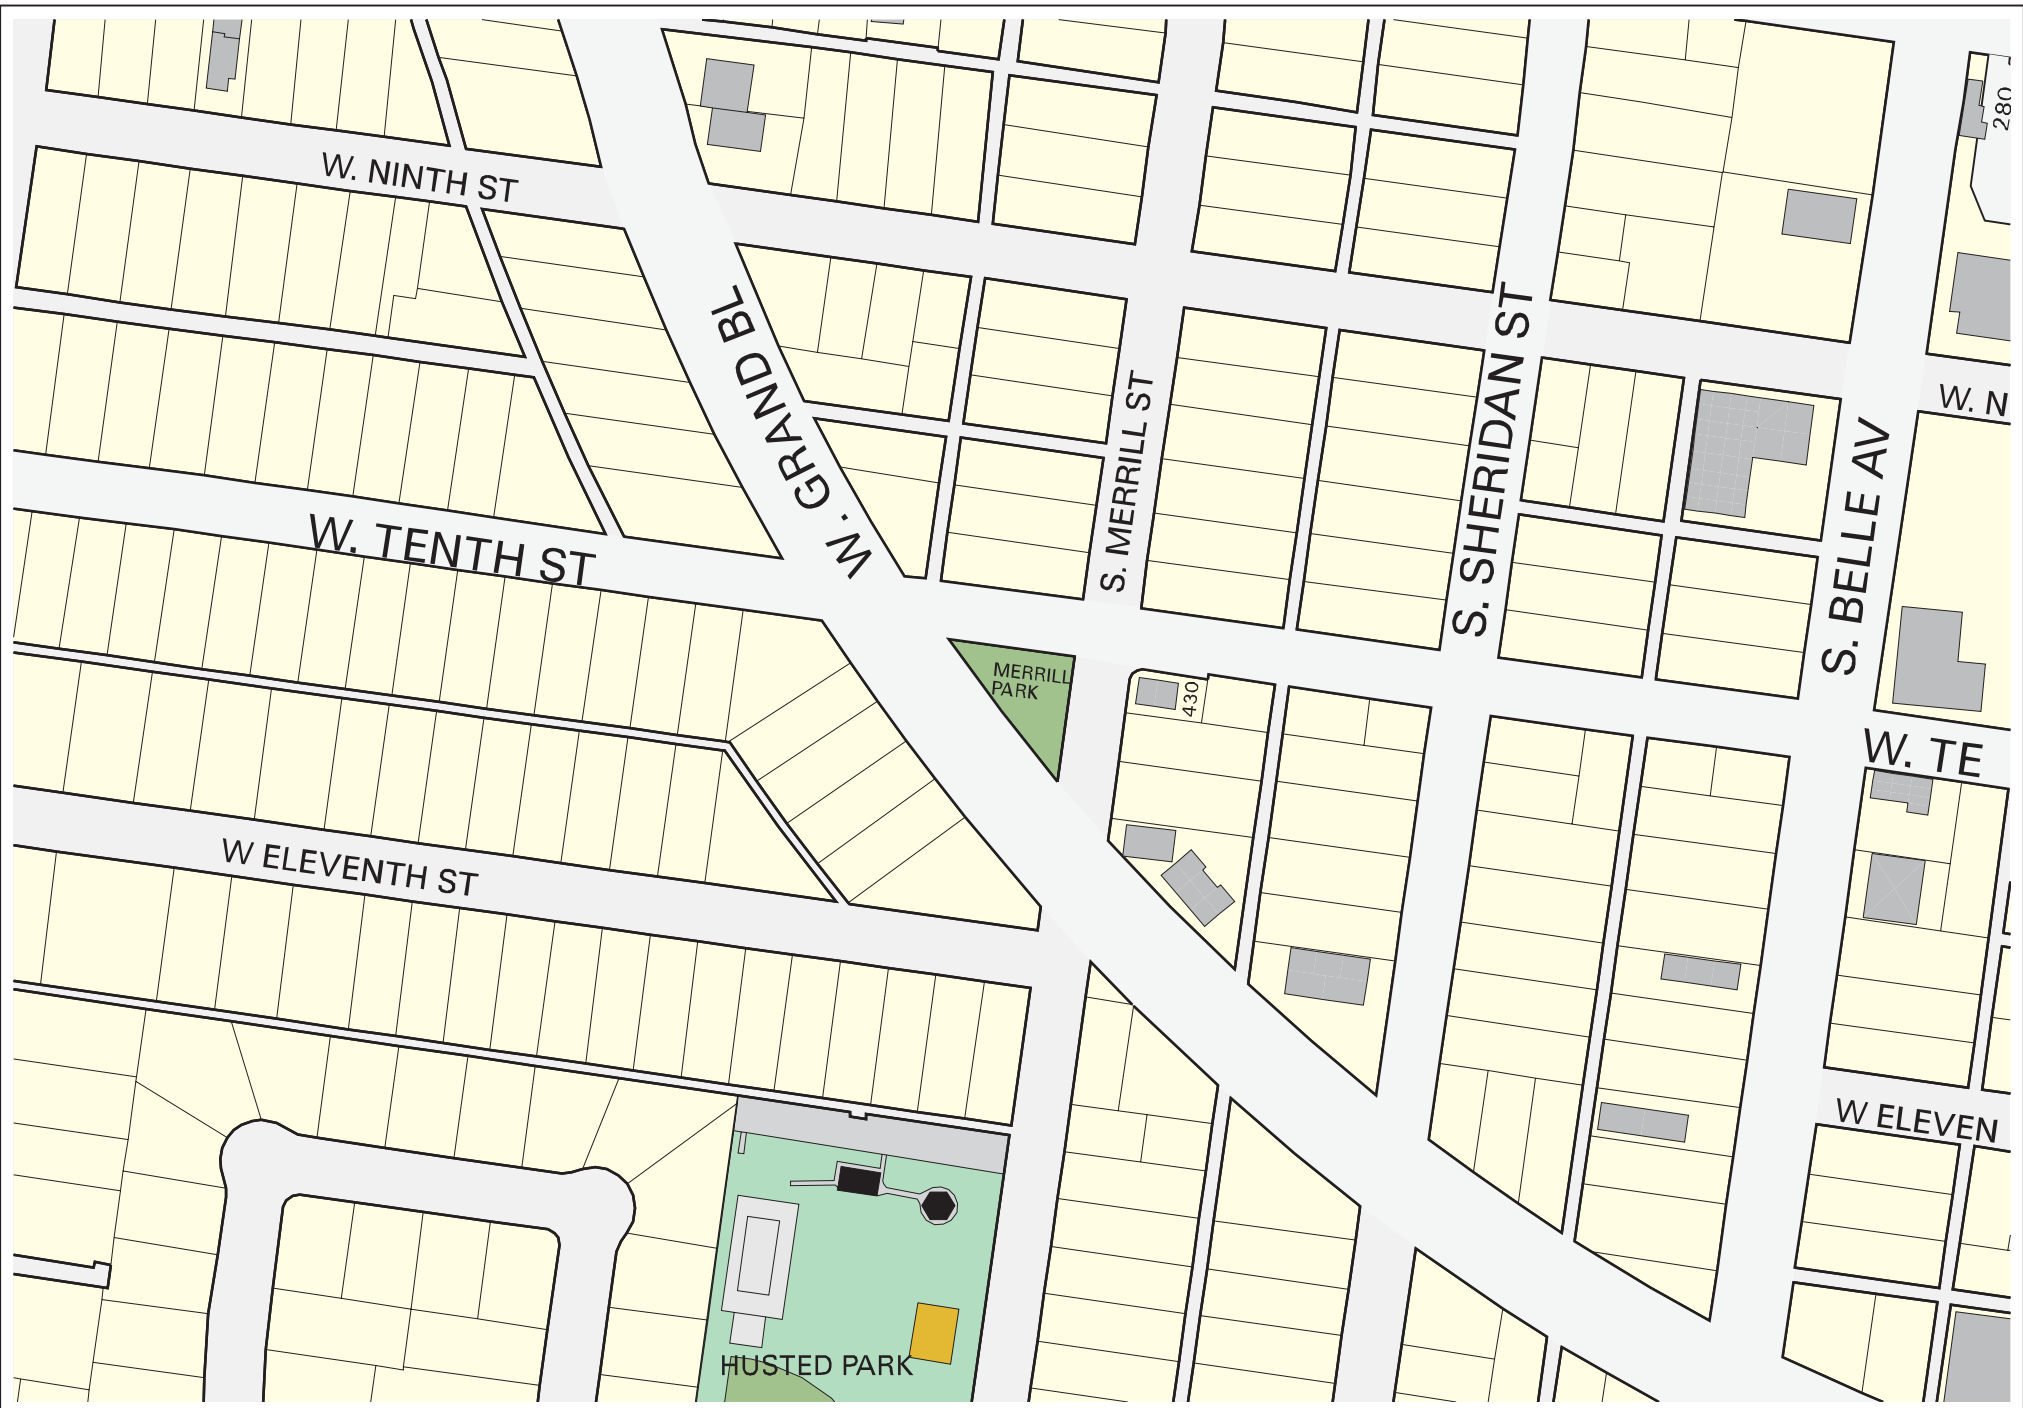 280
W. NINTH ST
W. GRAND BL
S. MERRILL ST
S. SHERIDAN ST
W. N
S. BELLE AV
W. TENTH ST
MERRILL
PARK
430
W. TE
W ELEVENTH ST
W ELEVEN
HUSTED PARK